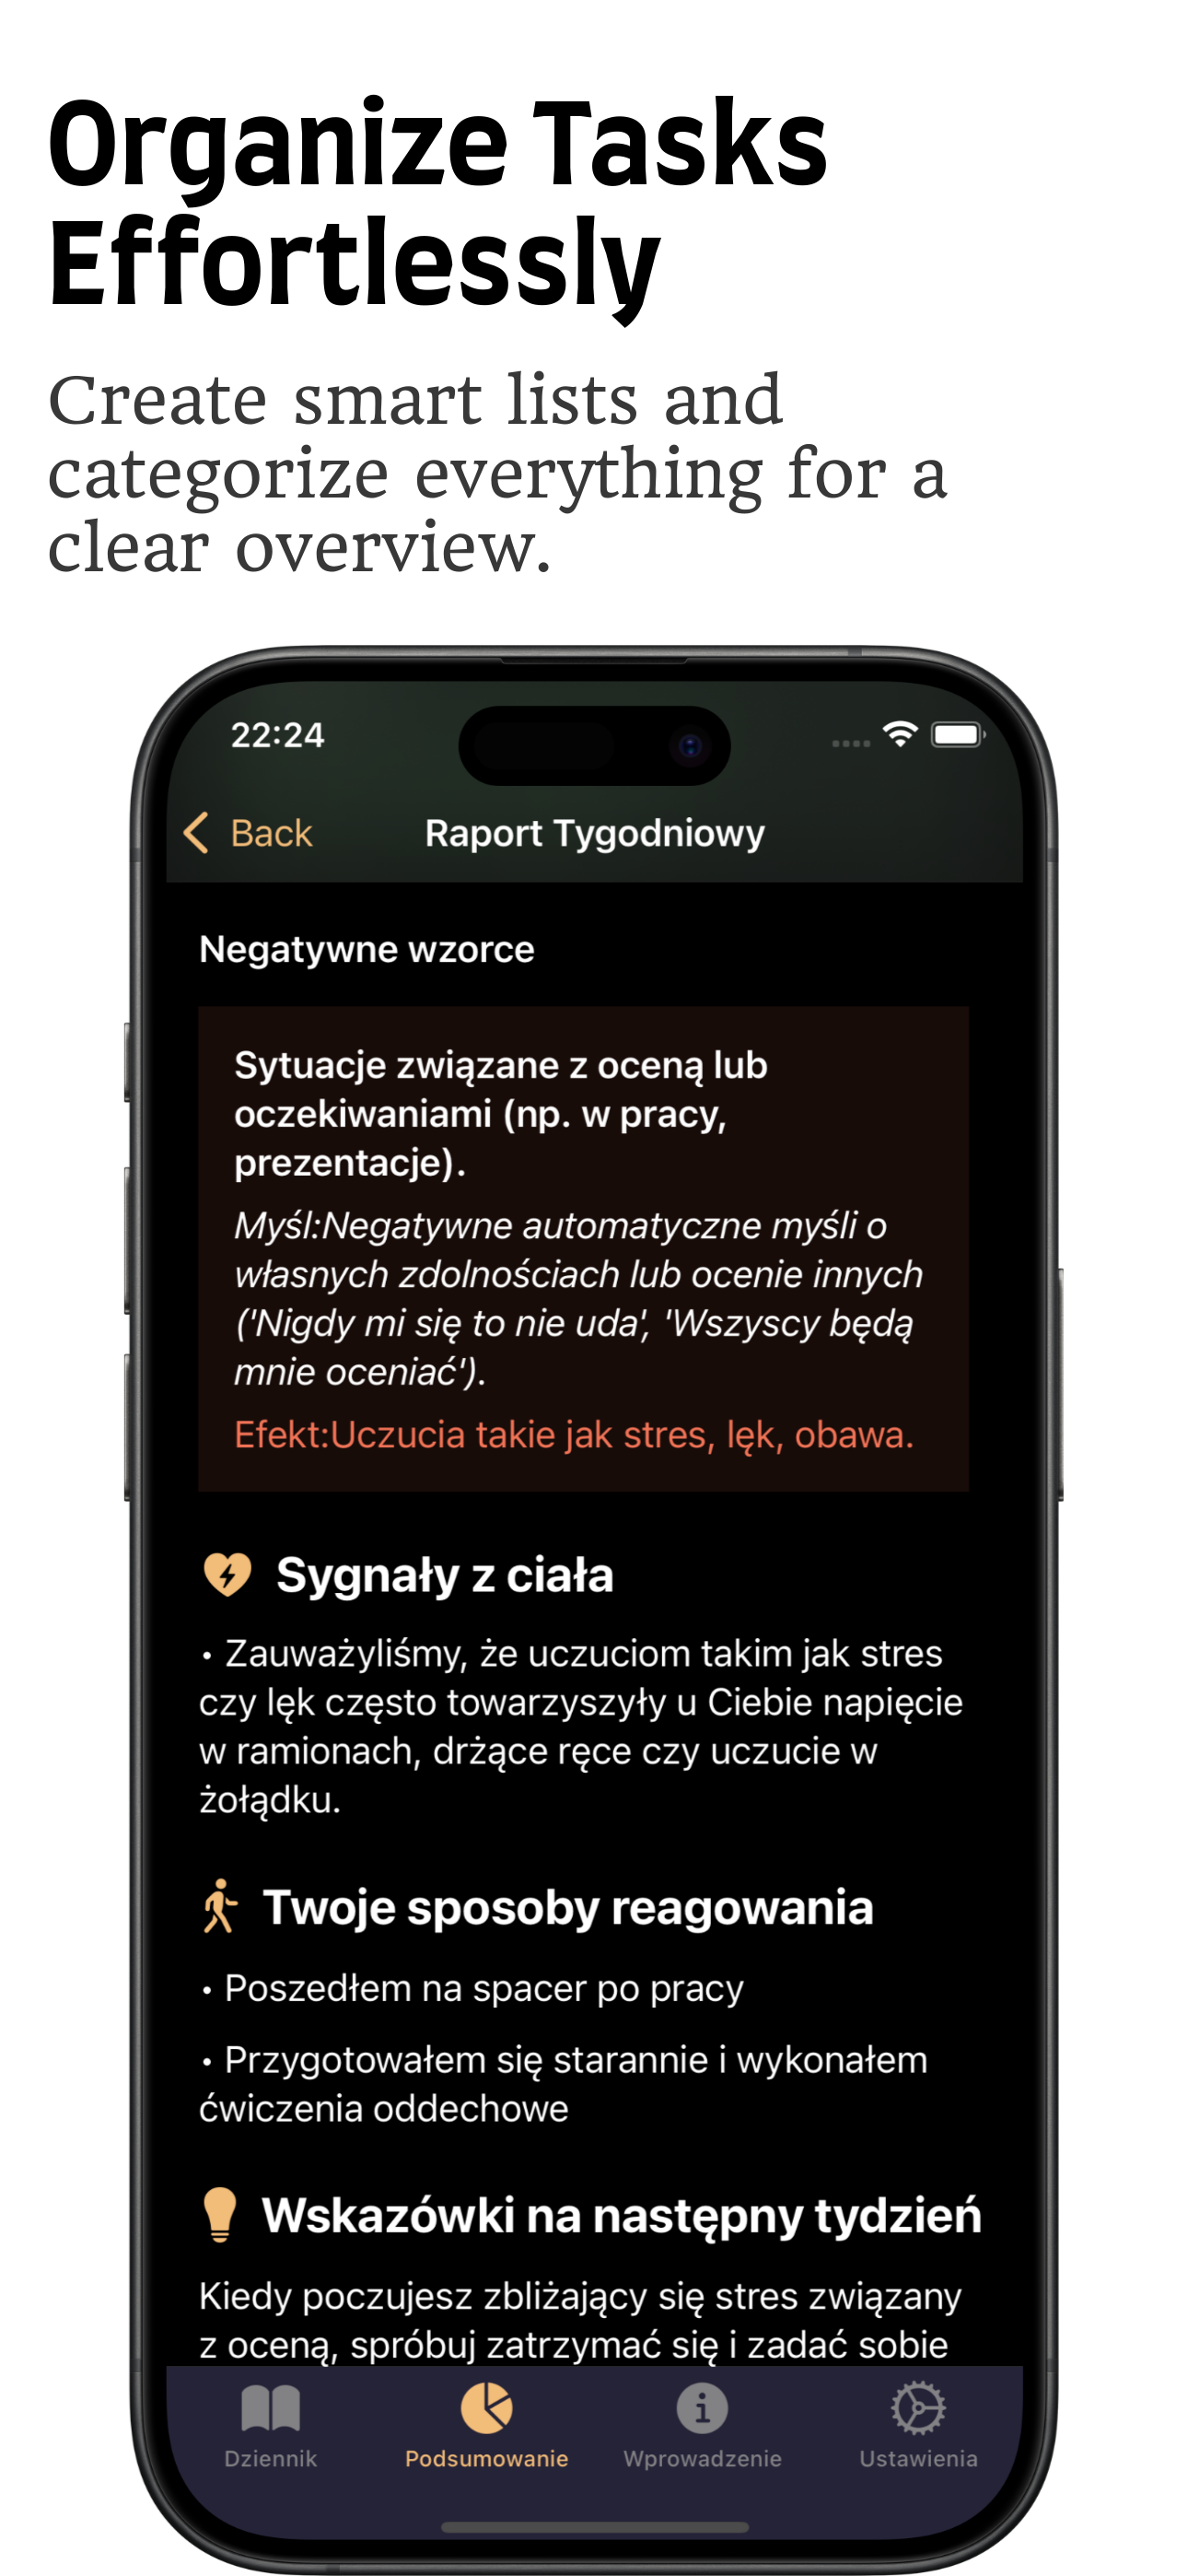 Organize Tasks
Effortlessly
Create smart lists and
categorize everything for a
clear overview.
22:24
Back
Raport Tygodniowy
Negatywne wzorce
Sytuacje związane z oceną lub
oczekiwaniami (np. w pracy,
prezentacje).
Myśl:Negatywne automatyczne myśli o
własnych zdolnościach lub ocenie innych
('Nigdy mi się to nie uda', 'Wszyscy będą
mnie oceniać').
Efekt:Uczucia takie jak stres, lęk, obawa.
Sygnały z ciała
• Zauważyliśmy, że uczuciom takim jak stres
czy lęk często towarzyszyły u Ciebie napięcie
w ramionach, drżące ręce czy uczucie w
żołądku.
Twoje sposoby reagowania
• Poszedłem na spacer po pracy
• Przygotowałem się starannie i wykonałem
ćwiczenia oddechowe
Wskazówki na następny tydzień
Kiedy poczujesz zbliżający się stres związany
z oceną, spróbuj zatrzymać się i zadać sobie
Dziennik
Podsumowanie
Wprowadzenie
Ustawienia